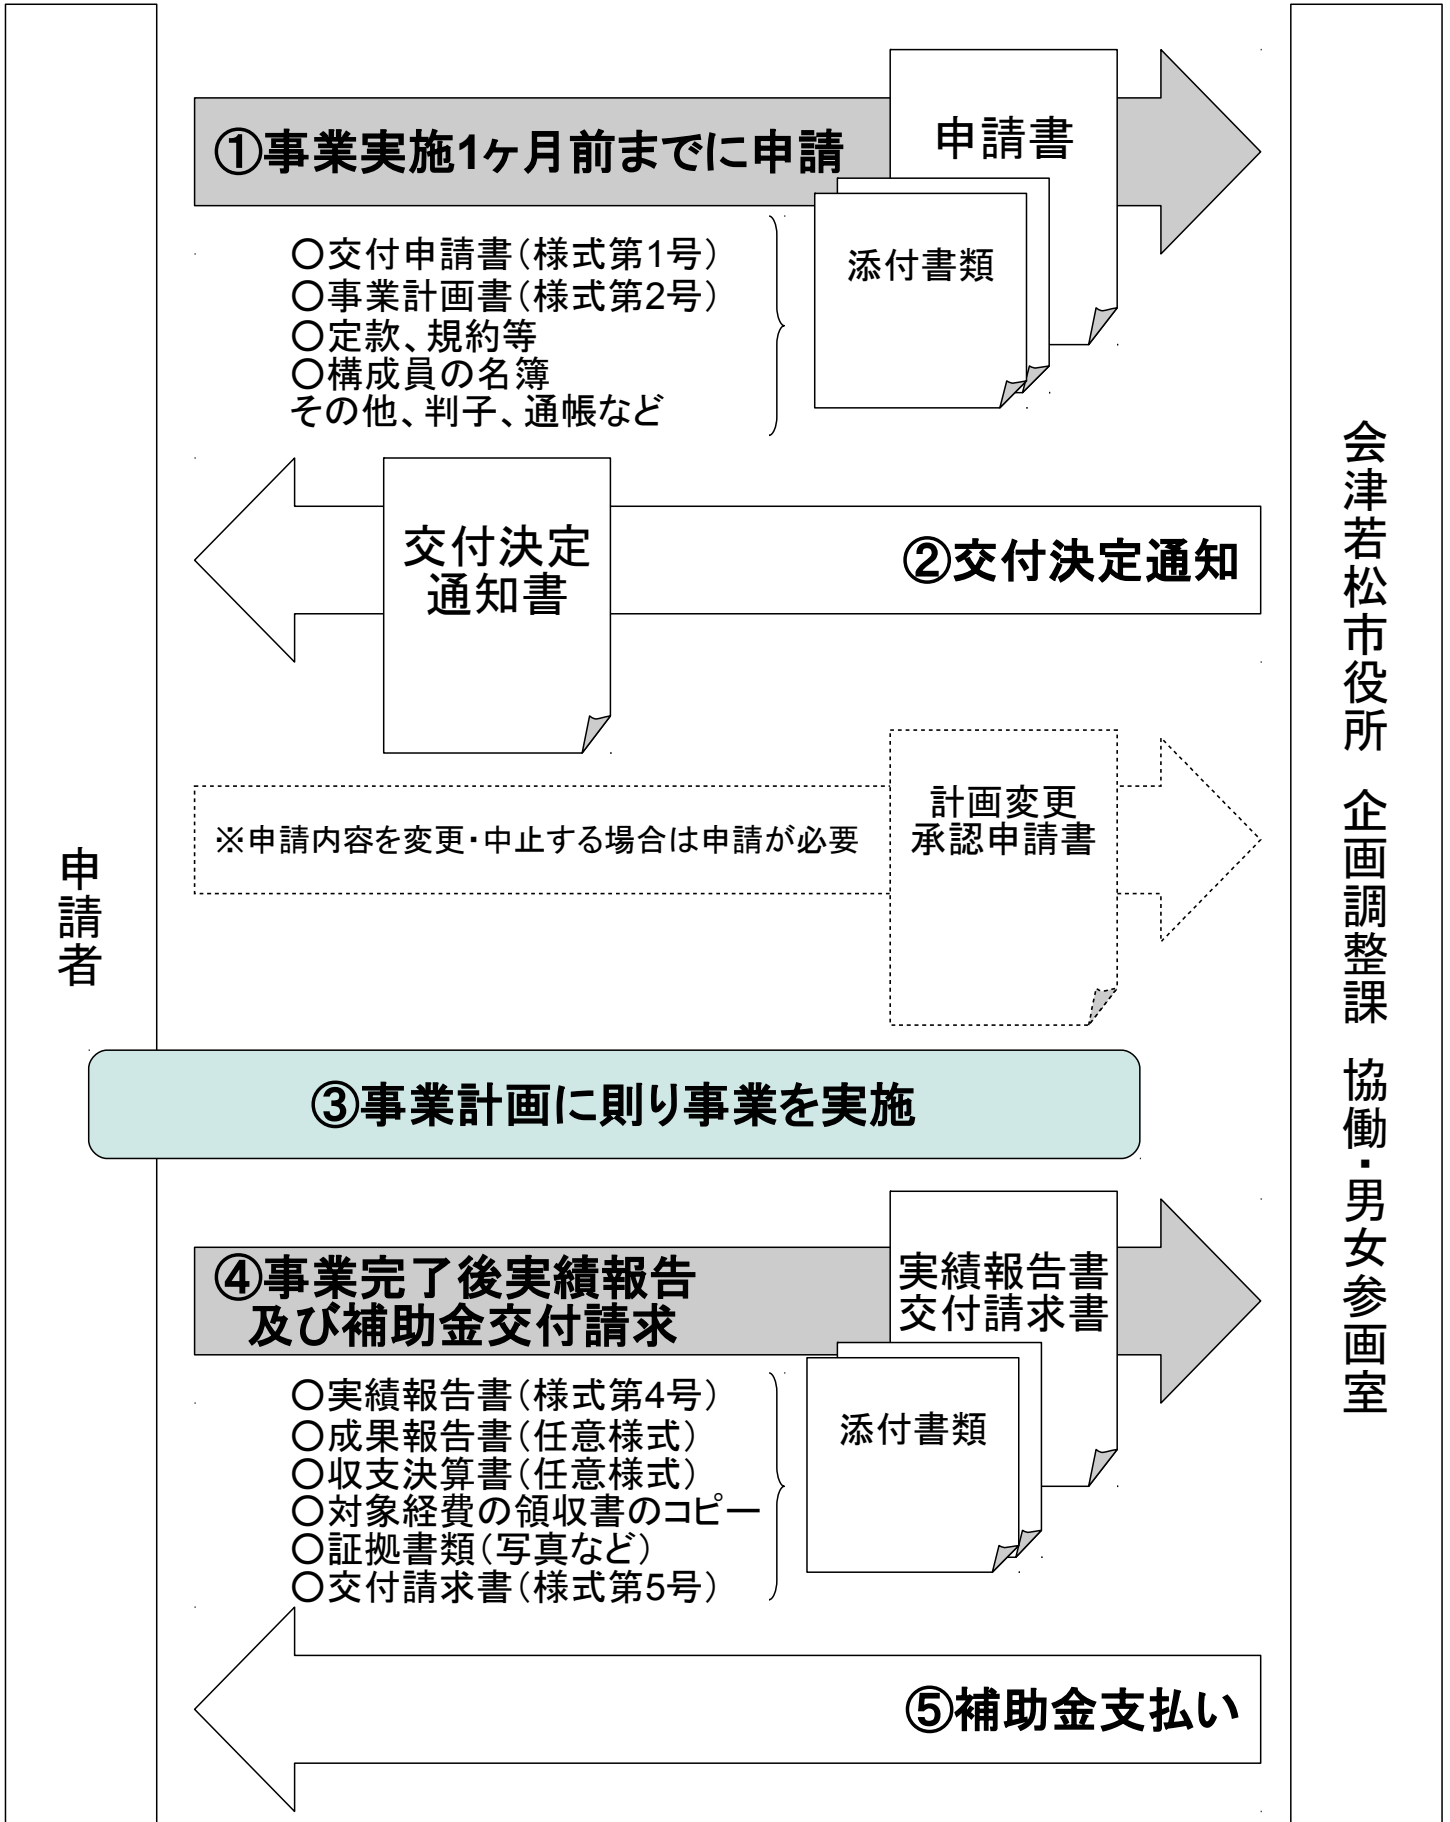 ①事業実施1ヶ月前までに申請
申請書
添付書類
○交付申請書（様式第1号）
○事業計画書（様式第2号）
○定款、規約等
○構成員の名簿
その他、判子、通帳など
交付決定
通知書
②交付決定通知
※申請内容を変更・中止する場合は申請が必要
計画変更
承認申請書
申請者
会津若松市役所 企画調整課 協働・男女参画室
③事業計画に則り事業を実施
④事業完了後実績報告
及び補助金交付請求
実績報告書
交付請求書
添付書類
○実績報告書（様式第4号）
○成果報告書（任意様式）
○収支決算書（任意様式）
○対象経費の領収書のコピー
○証拠書類（写真など）
○交付請求書（様式第5号）
⑤補助金支払い